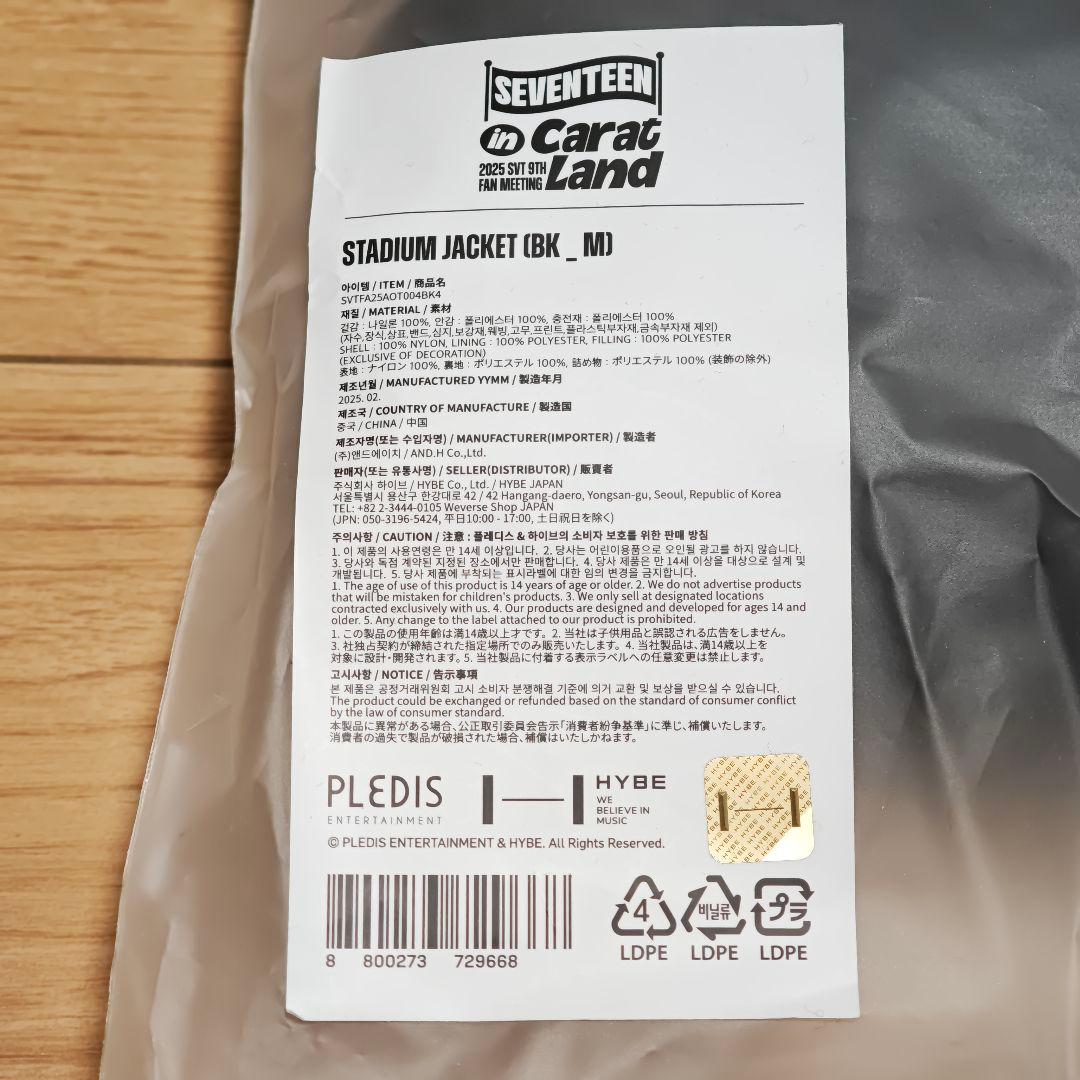 SEVENTEEN
in Carat
2025 SVT 9TH
FAN MEETING
Land
STADIUM JACKET (BK _ M)
아이템 / ITEM / 商品名
SVTFA25AOT004BK4
재질 / MATERIAL / 素材
겉감 : 나일론 100%, 안감 : 폴리에스터 100%, 충전재 : 폴리에스터 100%
(자수,장식,상표,밴드,심지,보강재,웨빙,고무,프린트,플라스틱부자재,금속부자재 제외)
SHELL : 100% NYLON, LINING : 100% POLYESTER, FILLING : 100% POLYESTER
(EXCLUSIVE OF DECORATION)
表地 : ナイロン 100%, 裏地 : ポリエステル 100%, 詰め物 : ポリエステル 100% (装飾の除外)
제조년월 / MANUFACTURED YYMM / 製造年月
2025. 02.
제조국 / COUNTRY OF MANUFACTURE / 製造国
중국 / CHINA / 中国
제조자명(또는 수입자명) / MANUFACTURER(IMPORTER) / 製造者
(주)앤드에이치 / AND.H Co.,Ltd.
판매자(또는 유통사명) / SELLER(DISTRIBUTOR) / 販賣者
주식회사 하이브 / HYBE Co., Ltd. / HYBE JAPAN
서울특별시 용산구 한강대로 42 / 42 Hangang-daero, Yongsan-gu, Seoul, Republic of Korea
TEL: +82 2-3444-0105 Weverse Shop JAPAN
(JPN: 050-3196-5424, 平日10:00 - 17:00, 土日祝日を除く)
주의사항 / CAUTION / 注意 : 플레디스 & 하이브의 소비자 보호를 위한 판매 방침
1. 이 제품의 사용연령은 만 14세 이상입니다. 2. 당사는 어린이용품으로 오인될 광고를 하지 않습니다.
3. 당사와 독점 계약된 지정된 장소에서만 판매합니다. 4. 당사 제품은 만 14세 이상을 대상으로 설계 및
개발됩니다. 5. 당사 제품에 부착되는 표시라벨에 대한 임의 변경을 금지합니다.
1. The age of use of this product is 14 years of age or older. 2. We do not advertise products
that will be mistaken for children's products. 3. We only sell at designated locations
contracted exclusively with us. 4. Our products are designed and developed for ages 14 and
older. 5. Any change to the label attached to our product is prohibited.
1. この製品の使用年齢は満14歳以上才です。2. 当社は子供用品と誤認される広告をしません。
3. 社独占契約が締結された指定場所でのみ販売いたします。4. 当社製品は、満14歳以上を
対象に設計・開発されます。5. 当社製品に付着する表示ラベルへの任意変更は禁止します。
고시사항 / NOTICE / 告示事項
본 제품은 공정거래위원회 고시 소비자 분쟁해결 기준에 의거 교환 및 보상을 받으실 수 있습니다.
The product could be exchanged or refunded based on the standard of consumer conflict
by the law of consumer standard.
本製品に異常がある場合、公正取引委員会告示「消費者紛争基準」に準じ、補償いたします。
消費者の過失で製品が破損された場合、補償はいたしかねます。
PLEDIS
ENTERTAINMENT
HYBE
WE
BELIEVE IN
MUSIC
© PLEDIS ENTERTAINMENT & HYBE. All Rights Reserved.
HYBE HYBE HYBE
8 800273 729668
4 비닐류 プラ
LDPE LDPE LDPE